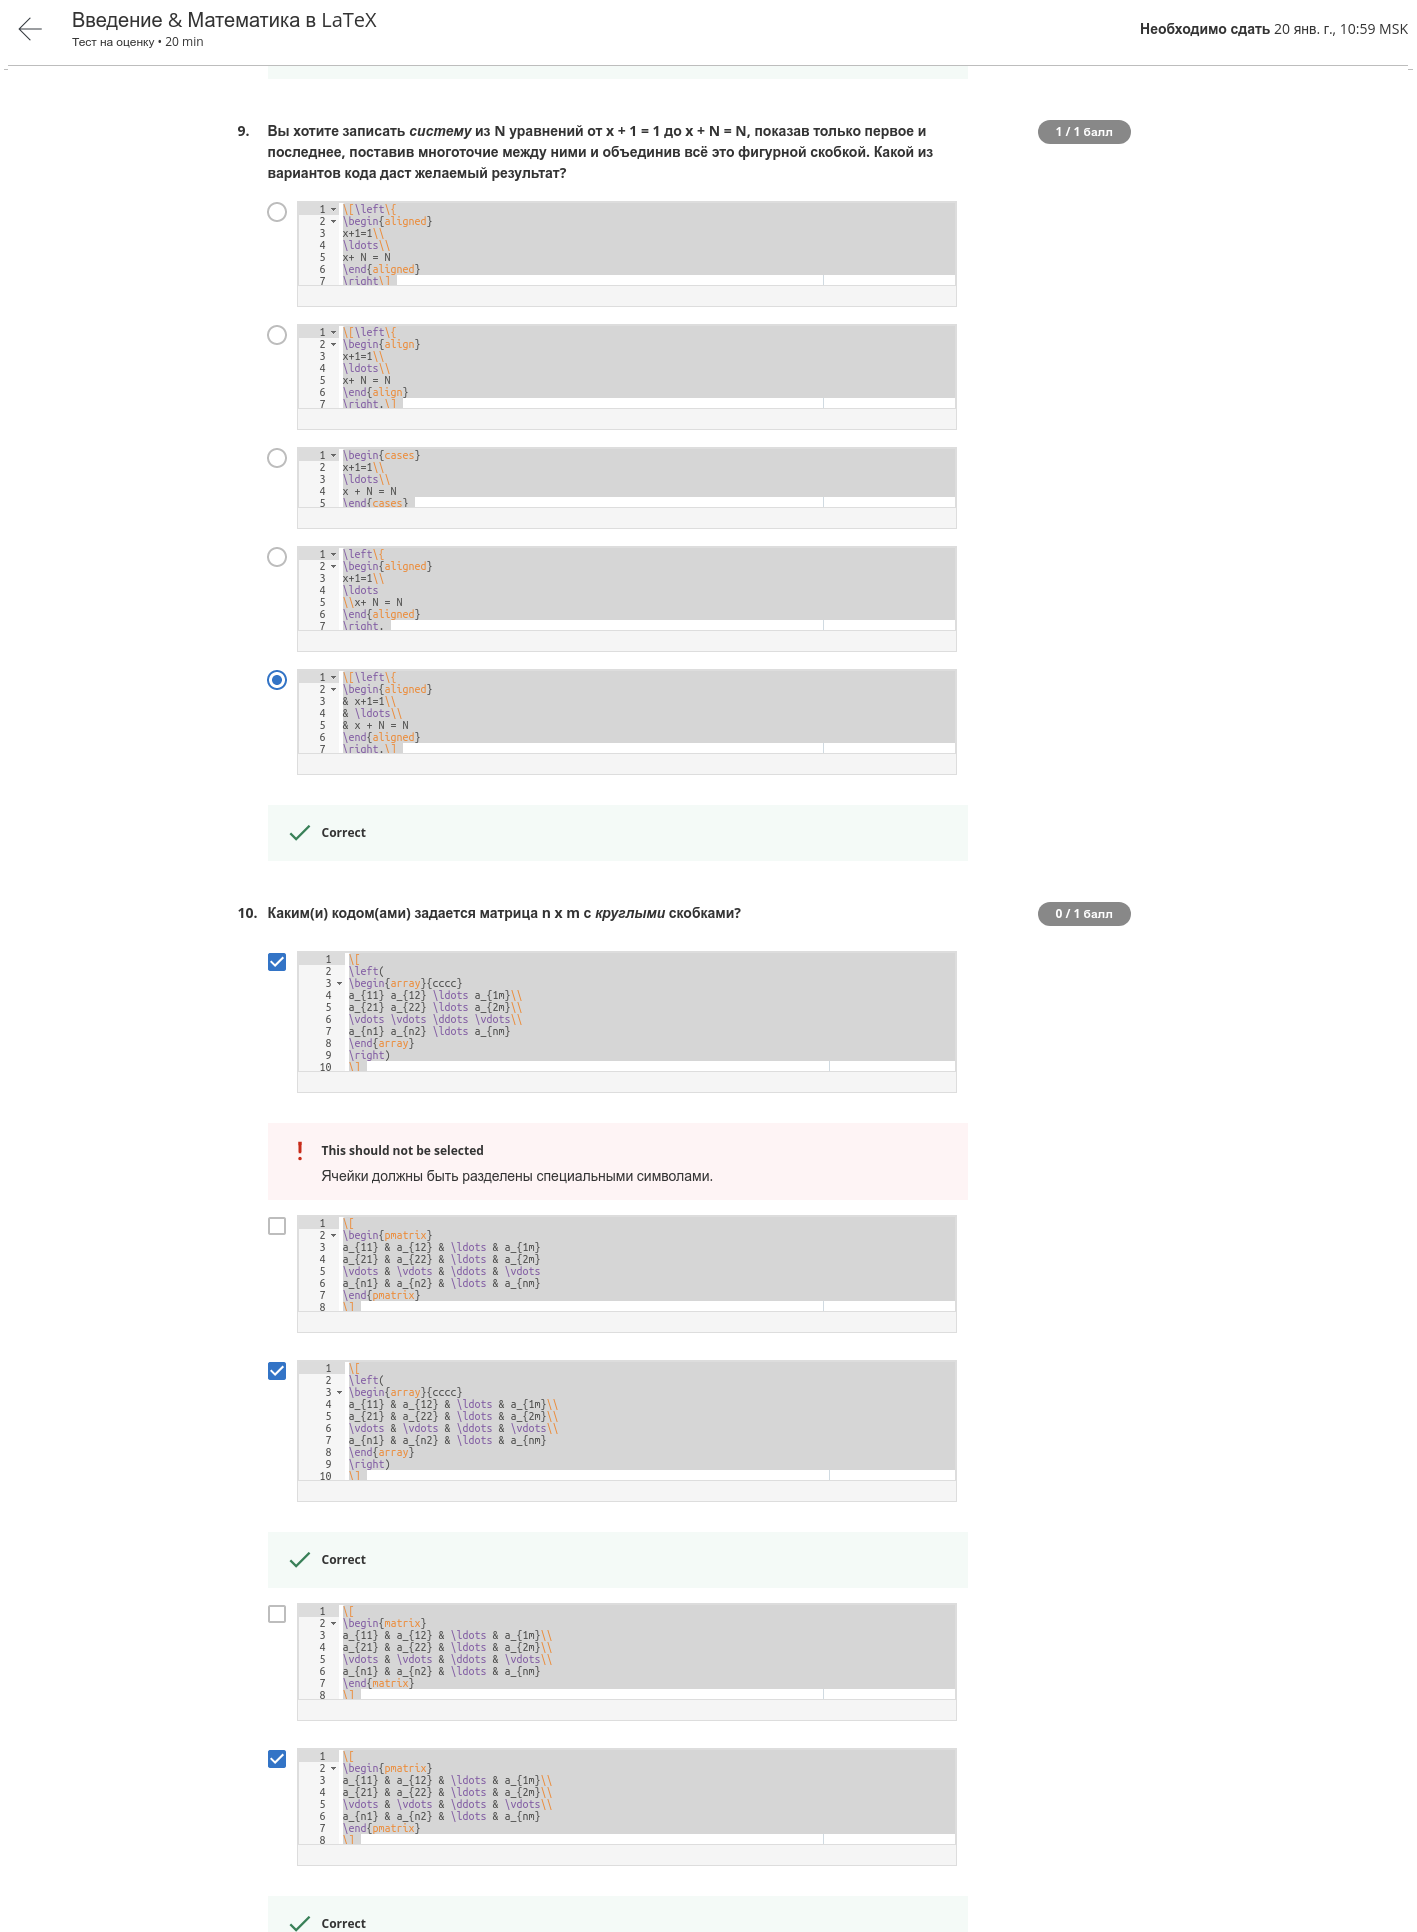 Введение & Математика в LaTeX
Тест на оценку • 20 min
Необходимо сдать 20 янв. г., 10:59 MSK
9. Вы хотите записать систему из N уравнений от x + 1 = 1 до x + N = N, показав только первое и
последнее, поставив многоточие между ними и объединив всё это фигурной скобкой. Какой из
вариантов кода даст желаемый результат?
1 / 1 балл
1 \[\left\{
2 \begin{aligned}
3 x+1=1\\
4 \ldots\\
5 x+ N = N
6 \end{aligned}
7 \right\]
1 \[\left\{
2 \begin{align}
3 x+1=1\\
4 \ldots\\
5 x+ N = N
6 \end{align}
7 \right.\]
1 \begin{cases}
2 x+1=1\\
3 \ldots\\
4 x + N = N
5 \end{cases}
1 \left\{
2 \begin{aligned}
3 x+1=1\\
4 \ldots
5 \\x+ N = N
6 \end{aligned}
7 \right.
1 \[\left\{
2 \begin{aligned}
3 & x+1=1\\
4 & \ldots\\
5 & x + N = N
6 \end{aligned}
7 \right.\]
Correct
10. Каким(и) кодом(ами) задается матрица n x m с круглыми скобками?
0 / 1 балл
1 \[
2 \left(
3 \begin{array}{cccc}
4 a_{11} a_{12} \ldots a_{1m}\\
5 a_{21} a_{22} \ldots a_{2m}\\
6 \vdots \vdots \ddots \vdots\\
7 a_{n1} a_{n2} \ldots a_{nm}
8 \end{array}
9 \right)
10 \]
This should not be selected
Ячейки должны быть разделены специальными символами.
1 \[
2 \begin{pmatrix}
3 a_{11} & a_{12} & \ldots & a_{1m}
4 a_{21} & a_{22} & \ldots & a_{2m}
5 \vdots & \vdots & \ddots & \vdots
6 a_{n1} & a_{n2} & \ldots & a_{nm}
7 \end{pmatrix}
8 \]
1 \[
2 \left(
3 \begin{array}{cccc}
4 a_{11} & a_{12} & \ldots & a_{1m}\\
5 a_{21} & a_{22} & \ldots & a_{2m}\\
6 \vdots & \vdots & \ddots & \vdots\\
7 a_{n1} & a_{n2} & \ldots & a_{nm}
8 \end{array}
9 \right)
10 \]
Correct
1 \[
2 \begin{matrix}
3 a_{11} & a_{12} & \ldots & a_{1m}\\
4 a_{21} & a_{22} & \ldots & a_{2m}\\
5 \vdots & \vdots & \ddots & \vdots\\
6 a_{n1} & a_{n2} & \ldots & a_{nm}
7 \end{matrix}
8 \]
1 \[
2 \begin{pmatrix}
3 a_{11} & a_{12} & \ldots & a_{1m}\\
4 a_{21} & a_{22} & \ldots & a_{2m}\\
5 \vdots & \vdots & \ddots & \vdots\\
6 a_{n1} & a_{n2} & \ldots & a_{nm}
7 \end{pmatrix}
8 \]
Correct